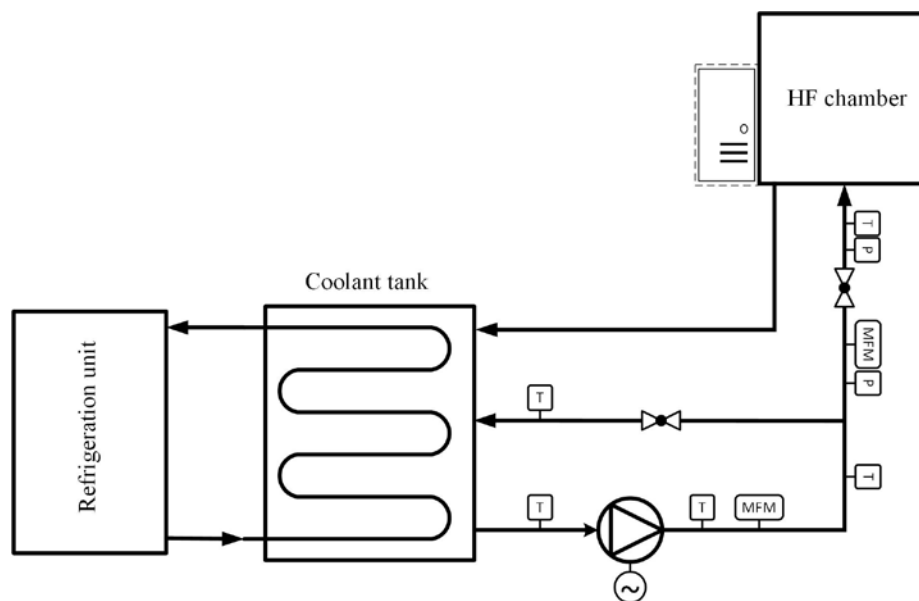 HF chamber
T
P
Coolant tank
MFM
P
Refrigeration unit
T
T
T
T
MFM
~